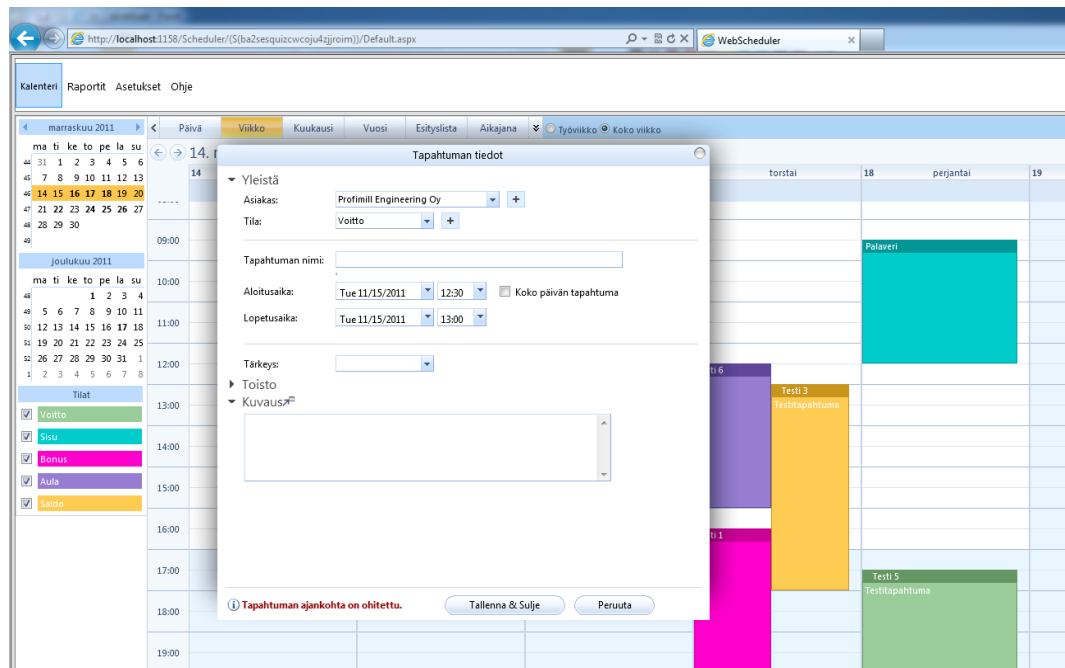 http://localhost:1158/Scheduler/(S(ba2sesquizcwcoju4zjjroim))/Default.aspx
WebScheduler
Kalenteri Raportit Asetukset Ohje
marraskuu 2011
ma ti ke to pe la su
44 31 1 2 3 4 5 6
45 7 8 9 10 11 12 13
46 14 15 16 17 18 19 20
47 21 22 23 24 25 26 27
48 28 29 30
49
joulukuu 2011
ma ti ke to pe la su
48 1 2 3 4
49 5 6 7 8 9 10 11
50 12 13 14 15 16 17 18
51 19 20 21 22 23 24 25
52 26 27 28 29 30 31 1
1 2 3 4 5 6 7 8
Tilat
Voitto
Sisu
Bonus
Aula
Saldo
Päivä Viikko Kuukausi Vuosi Esityslista Aikajana Työviikko Koko viikko
14.
14 torstai 18 perjantai 19
09:00
10:00
11:00
12:00
13:00
14:00
15:00
16:00
17:00
18:00
19:00
Tapahtuman tiedot
Yleistä
Asiakas: Profimill Engineering Oy
Tila: Voitto
Tapahtuman nimi:
Aloitusaika: Tue 11/15/2011 12:30 Koko päivän tapahtuma
Lopetusaika: Tue 11/15/2011 13:00
Tärkeys:
Toisto
Kuvaus
Tapahtuman ajankohta on ohitettu. Tallenna & Sulje Peruuta
Palaveri
ti 6
Testi 3
Testitapahtuma
ti 1
Testi 5
Testitapahtuma